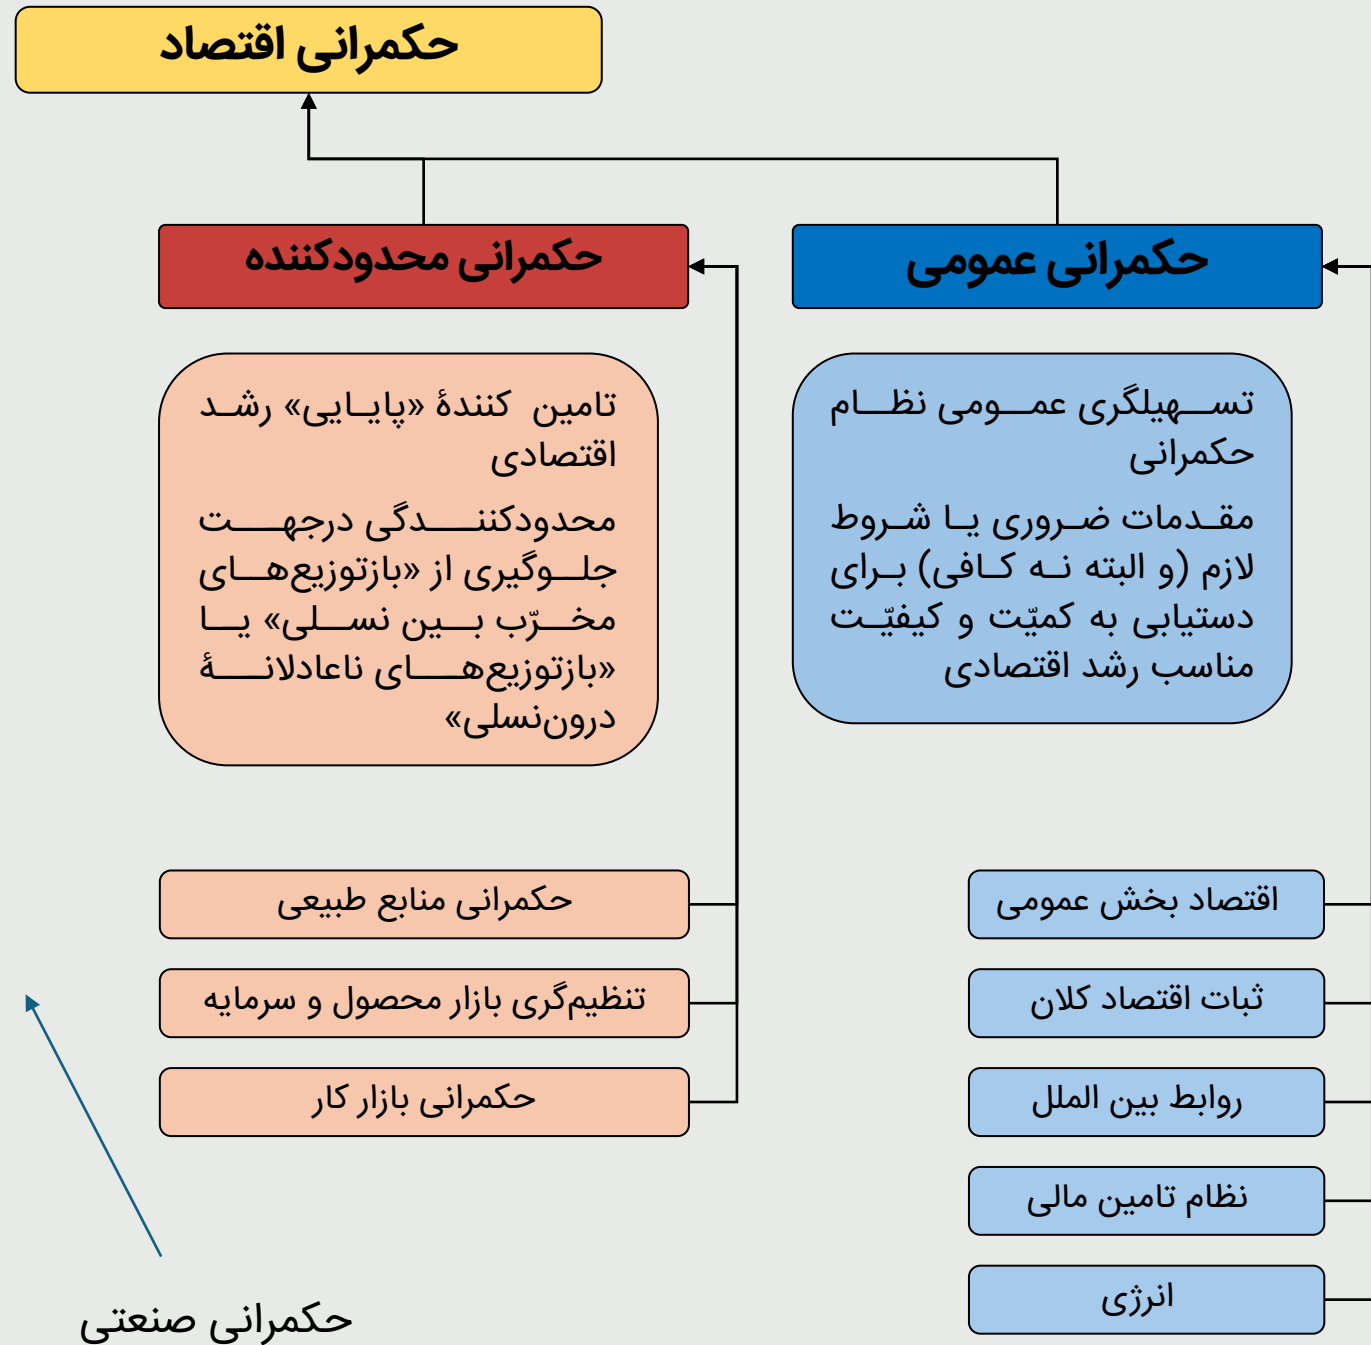 حکمرانی اقتصاد
حکمرانی عمومی
تسهیلگری عمومی نظام
حکمرانی
مقدمات ضروری یا شروط
لازم (و البته نه کافی) برای
دستیابی به کمیّت و کیفیّت
مناسب رشد اقتصادی
اقتصاد بخش عمومی
ثبات اقتصاد کلان
روابط بین الملل
نظام تامین مالی
انرژی
حکمرانی محدودکننده
تامین کنندهٔ «پایایی» رشد
اقتصادی
محدودکنندگی درجهت
جلوگیری از «بازتوزیع‌های
مخرّب بین نسلی» یا
«بازتوزیع‌های ناعادلانهٔ
درون‌نسلی»
حکمرانی منابع طبیعی
تنظیم‌گری بازار محصول و سرمایه
حکمرانی بازار کار
حکمرانی صنعتی